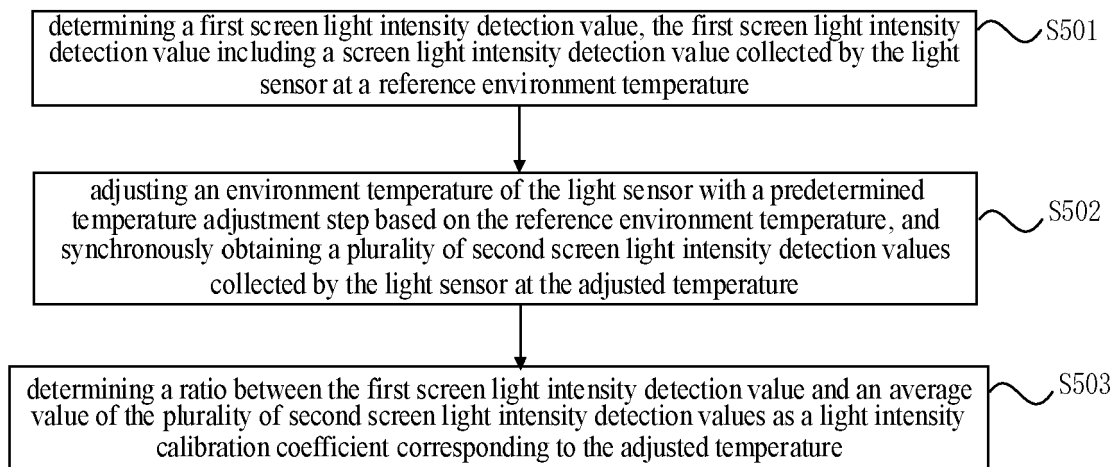 determining a first screen light intensity detection value, the first screen light intensity
detection value including a screen light intensity detection value collected by the light
sensor at a reference environment temperature
S501
adjusting an environment temperature of the light sensor with a predetermined
temperature adjustment step based on the reference environment temperature, and
synchronously obtaining a plurality of second screen light intensity detection values
collected by the light sensor at the adjusted temperature
S502
determining a ratio between the first screen light intensity detection value and an average
value of the plurality of second screen light intensity detection values as a light intensity
calibration coefficient corresponding to the adjusted temperature
S503